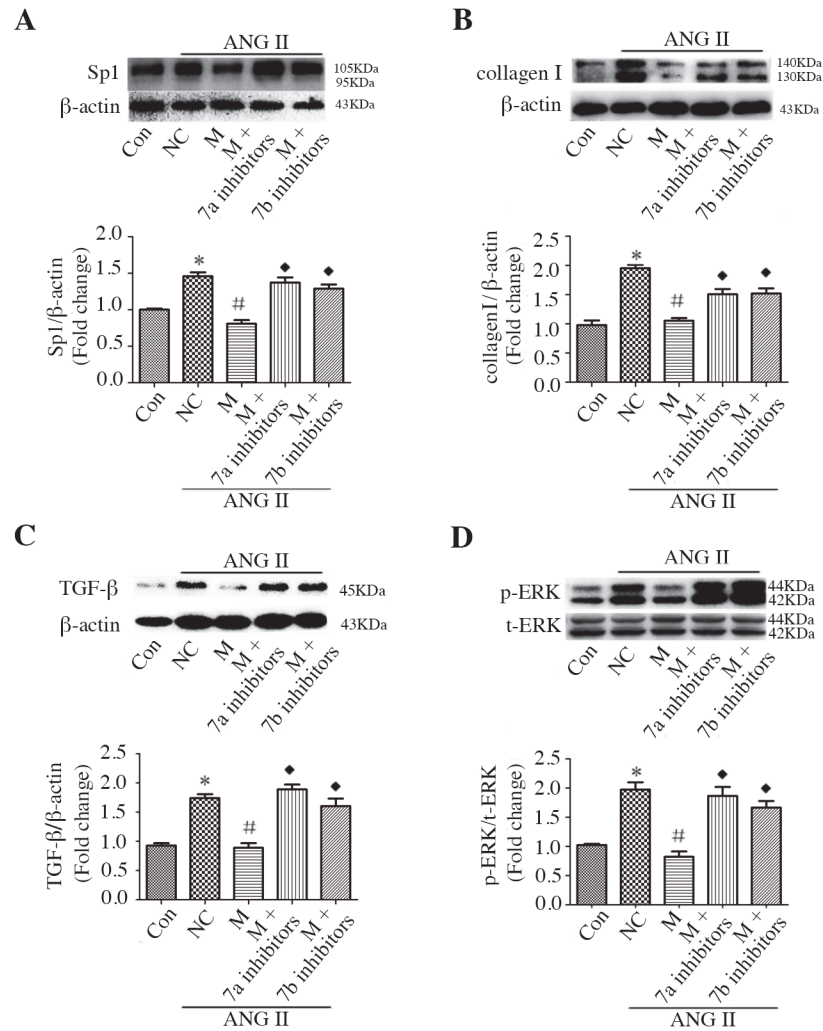 A
ANG II
Sp1
105KDa
95KDa
β-actin
43KDa
Con
NC
M
M +
7a inhibitors
M +
7b inhibitors
Sp1/β-actin
(Fold change)
2.0
1.5
1.0
0.5
0.0
*
#
◆
◆
Con
NC
M
M +
7a inhibitors
M +
7b inhibitors
ANG II
B
ANG II
collagen I
140KDa
130KDa
β-actin
43KDa
Con
NC
M
M +
7a inhibitors
M +
7b inhibitors
collagenI/β-actin
(Fold change)
2.5
2.0
1.5
1.0
0.5
0.0
*
#
◆
◆
Con
NC
M
M +
7a inhibitors
M +
7b inhibitors
ANG II
C
ANG II
TGF-β
45KDa
β-actin
43KDa
Con
NC
M
M +
7a inhibitors
M +
7b inhibitors
TGF-β/β-actin
(Fold change)
2.5
2.0
1.5
1.0
0.5
0.0
*
#
◆
◆
Con
NC
M
M +
7a inhibitors
M +
7b inhibitors
ANG II
D
ANG II
p-ERK
44KDa
42KDa
t-ERK
44KDa
42KDa
Con
NC
M
M +
7a inhibitors
M +
7b inhibitors
p-ERK/t-ERK
(Fold change)
2.5
2.0
1.5
1.0
0.5
0.0
*
#
◆
◆
Con
NC
M
M +
7a inhibitors
M +
7b inhibitors
ANG II